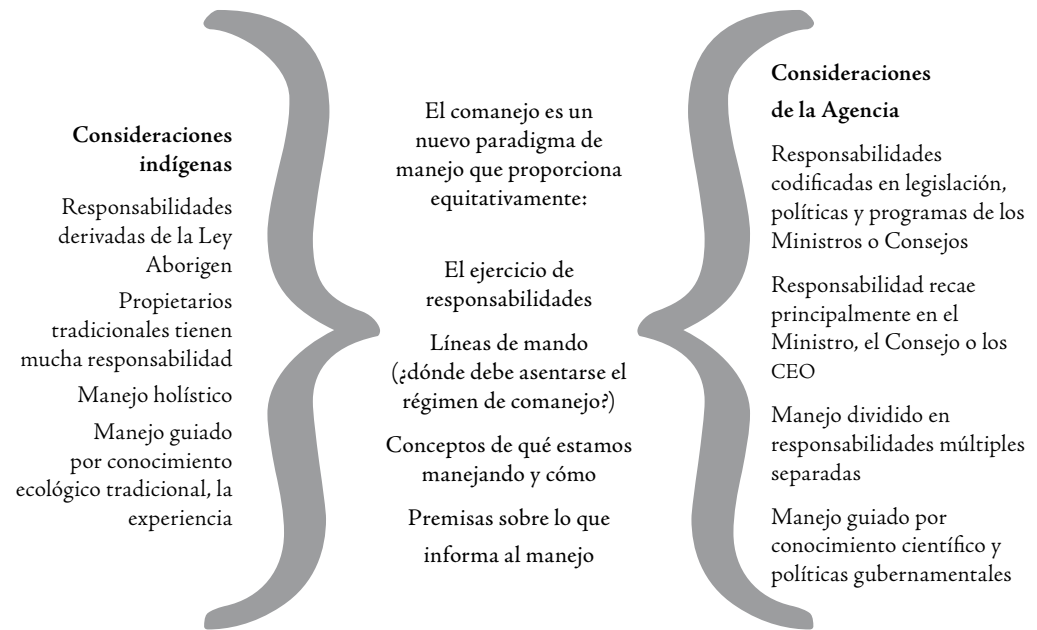 Consideraciones
indígenas
Responsabilidades
derivadas de la Ley
Aborigen
Propietarios
tradicionales tienen
mucha responsabilidad
Manejo holístico
Manejo guiado
por conocimiento
ecológico tradicional, la
experiencia
El comanejo es un
nuevo paradigma de
manejo que proporciona
equitativamente:
El ejercicio de
responsabilidades
Líneas de mando
(¿dónde debe asentarse el
régimen de comanejo?)
Conceptos de qué estamos
manejando y cómo
Premisas sobre lo que
informa al manejo
Consideraciones
de la Agencia
Responsabilidades
codificadas en legislación,
políticas y programas de los
Ministros o Consejos
Responsabilidad recae
principalmente en el
Ministro, el Consejo o los
CEO
Manejo dividido en
responsabilidades múltiples
separadas
Manejo guiado por
conocimiento científico y
políticas gubernamentales